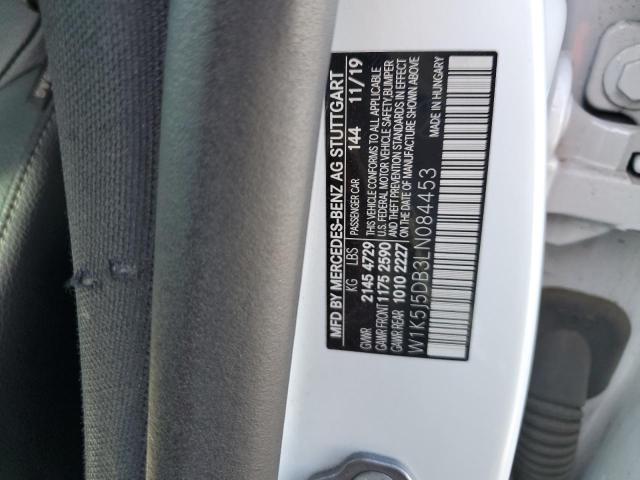 MFD BY MERCEDES-BENZ AG STUTTGART
PASSENGER CAR 144 11/19
KG LBS
GVWR 2145 4729
GAWR FRONT 1175 2590
GAWR REAR 1010 2227
THIS VEHICLE CONFORMS TO ALL APPLICABLE
U.S. FEDERAL MOTOR VEHICLE SAFETY, BUMPER
AND THEFT PREVENTION STANDARDS IN EFFECT
ON THE DATE OF MANUFACTURE SHOWN ABOVE
W1K5J5DB3LN084453
MADE IN HUNGARY